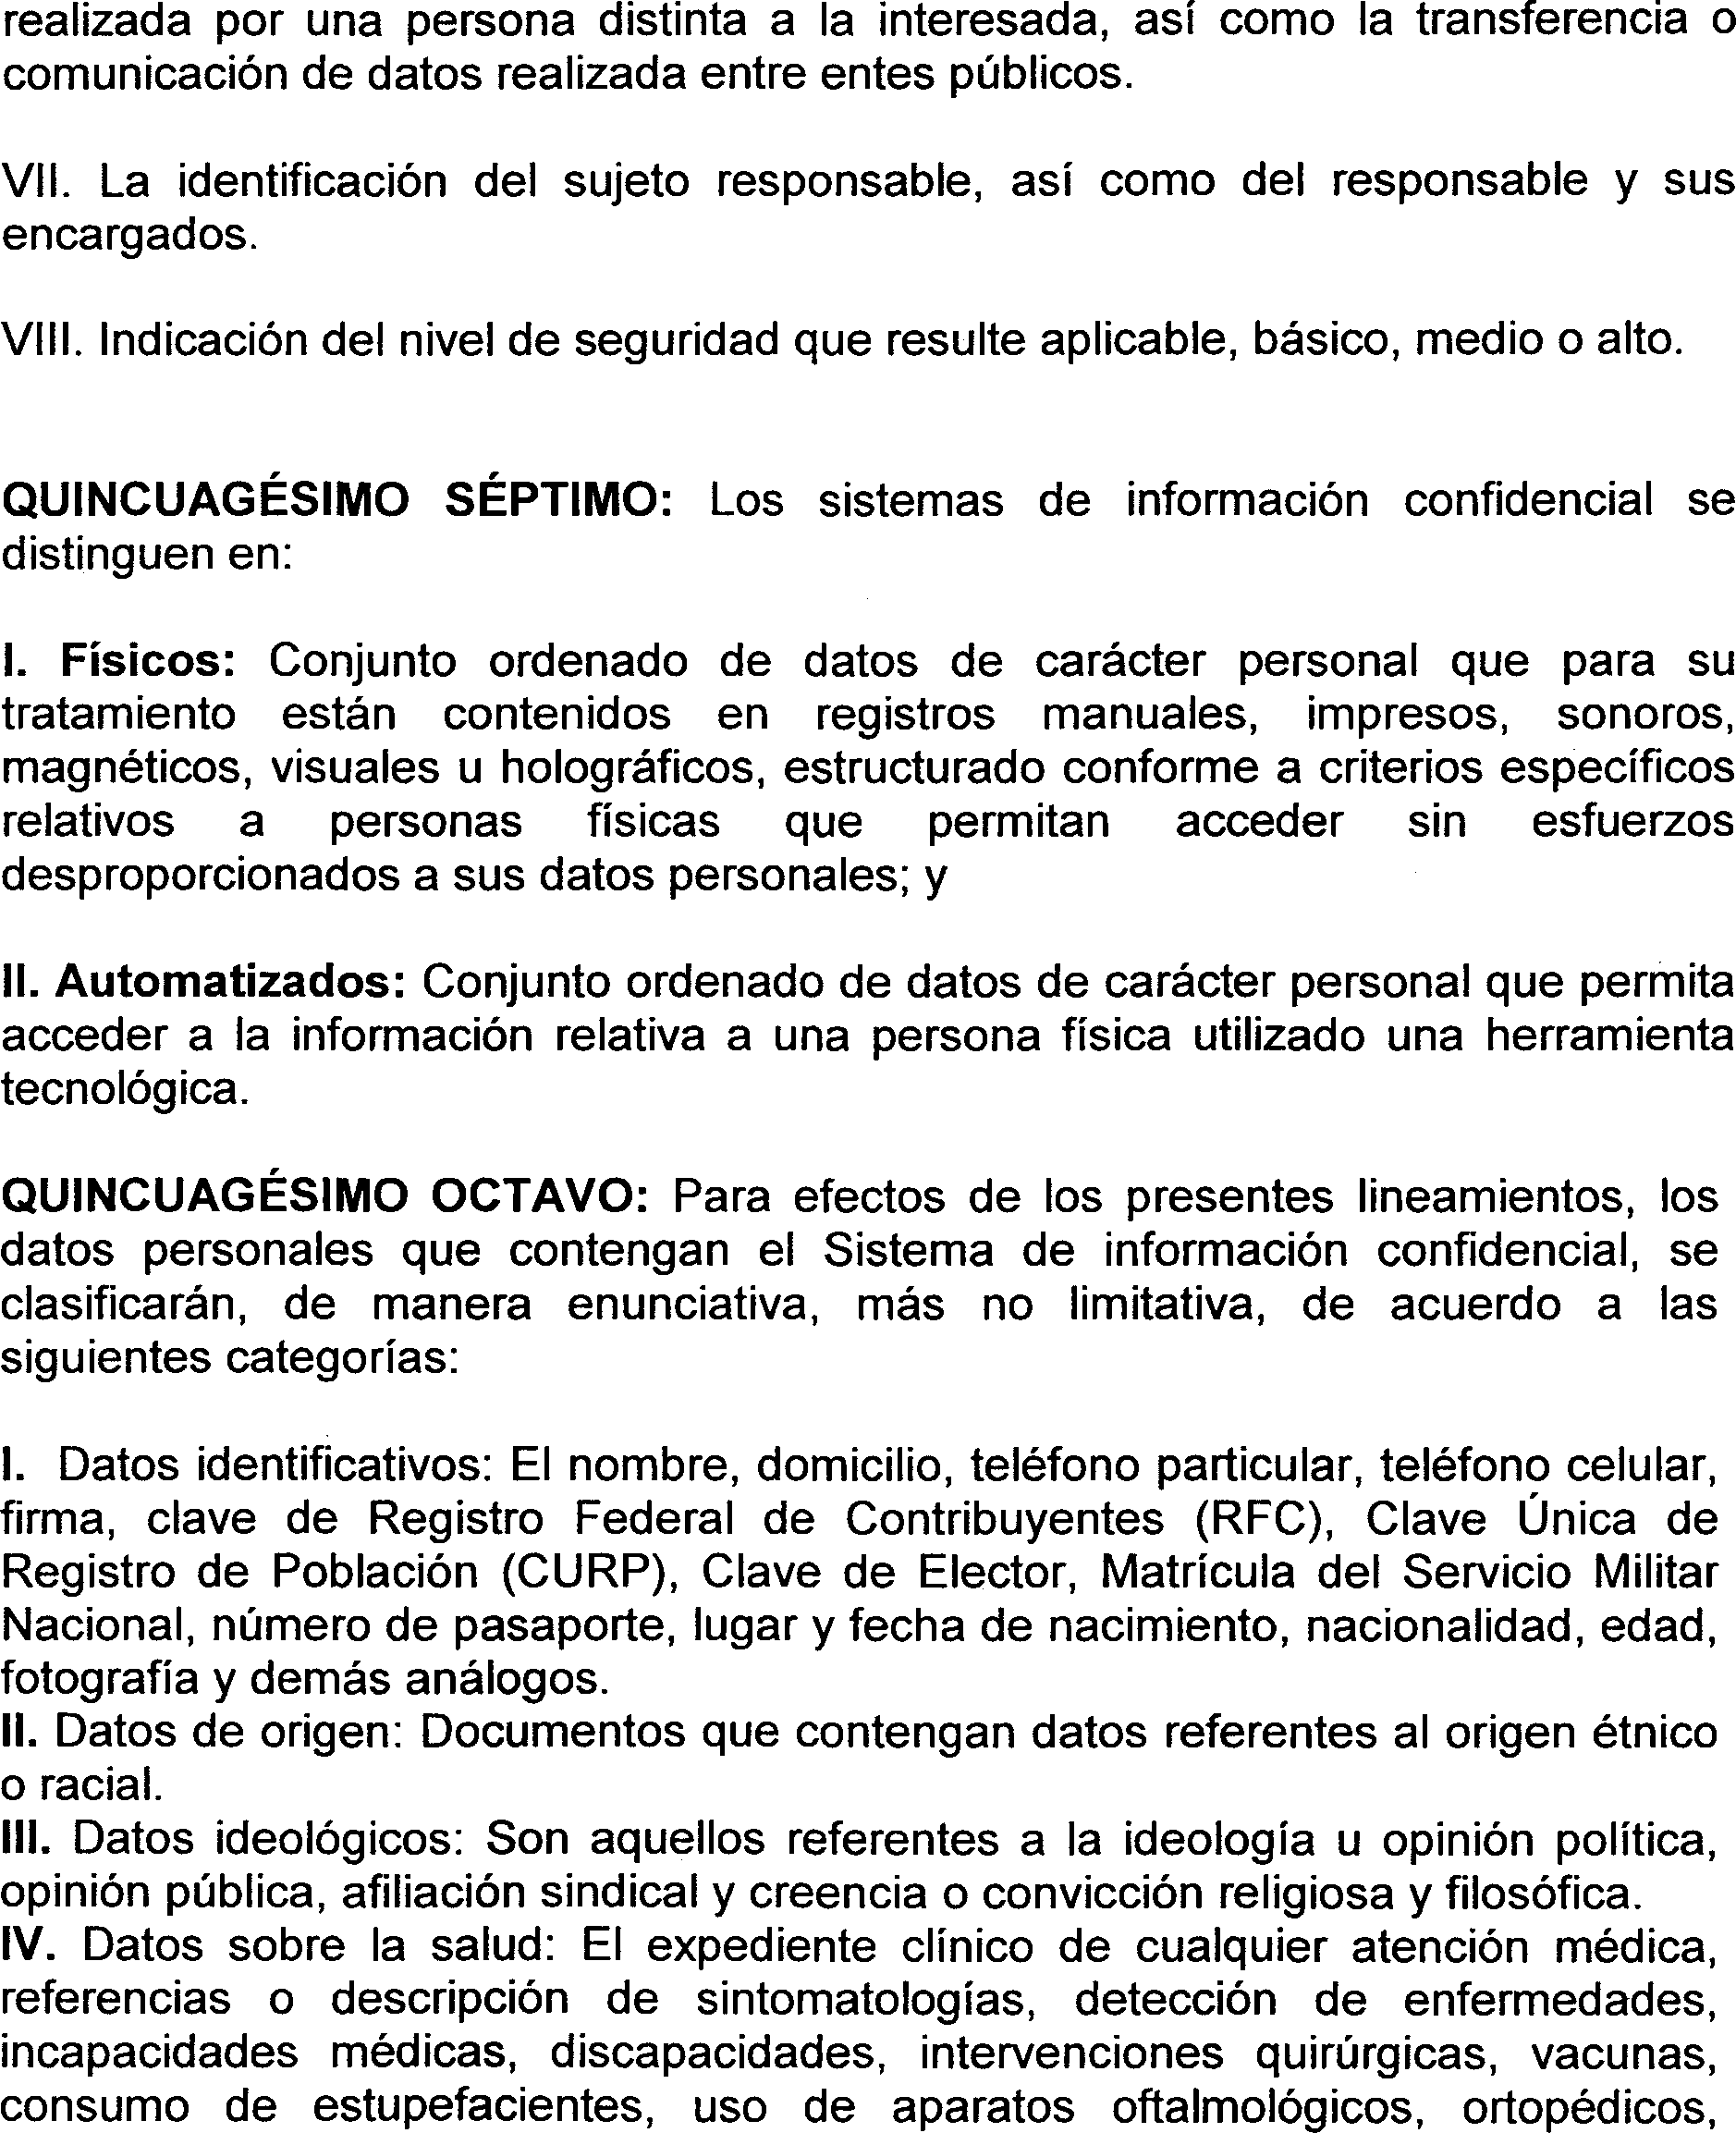 realizada por una persona distinta a la interesada, así como la transferencia o
comunicación de datos realizada entre entes públicos.
VII. La identificación del sujeto responsable, así como del responsable y sus
encargados.
VIII. Indicación del nivel de seguridad que resulte aplicable, básico, medio o alto.
QUINCUAGÉSIMO SÉPTIMO: Los sistemas de información confidencial se
distinguen en:
I. Físicos: Conjunto ordenado de datos de carácter personal que para su
tratamiento están contenidos en registros manuales, impresos, sonoros,
magnéticos, visuales u holográficos, estructurado conforme a criterios específicos
relativos a personas físicas que permitan acceder sin esfuerzos
desproporcionados a sus datos personales; y
II. Automatizados: Conjunto ordenado de datos de carácter personal que permita
acceder a la información relativa a una persona física utilizado una herramienta
tecnológica.
QUINCUAGÉSIMO OCTAVO: Para efectos de los presentes lineamientos, los
datos personales que contengan el Sistema de información confidencial, se
clasificarán, de manera enunciativa, más no limitativa, de acuerdo a las
siguientes categorías:
I. Datos identificativos: El nombre, domicilio, teléfono particular, teléfono celular,
firma, clave de Registro Federal de Contribuyentes (RFC), Clave Única de
Registro de Población (CURP), Clave de Elector, Matrícula del Servicio Militar
Nacional, número de pasaporte, lugar y fecha de nacimiento, nacionalidad, edad,
fotografía y demás análogos.
II. Datos de origen: Documentos que contengan datos referentes al origen étnico
o racial.
III. Datos ideológicos: Son aquellos referentes a la ideología u opinión política,
opinión pública, afiliación sindical y creencia o convicción religiosa y filosófica.
IV. Datos sobre la salud: El expediente clínico de cualquier atención médica,
referencias o descripción de sintomatologías, detección de enfermedades,
incapacidades médicas, discapacidades, intervenciones quirúrgicas, vacunas,
consumo de estupefacientes, uso de aparatos oftalmológicos, ortopédicos,